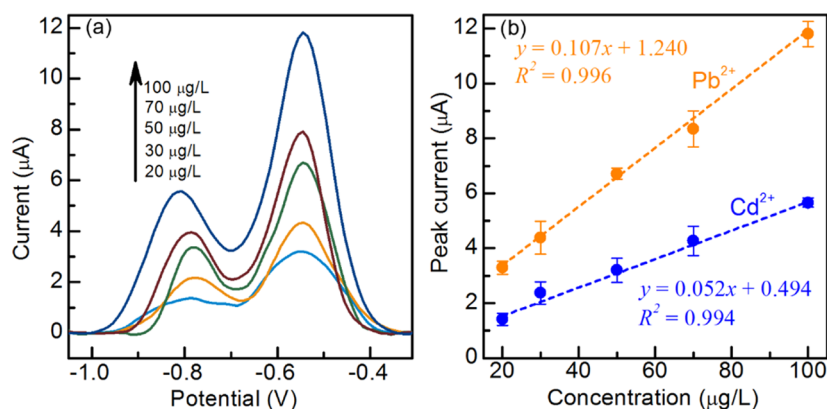 (a)
12
10
8
6
4
2
0
Current (μA)
100 μg/L
70 μg/L
50 μg/L
30 μg/L
20 μg/L
-1.0 -0.8 -0.6 -0.4
Potential (V)
(b)
12
10
8
6
4
2
0
Peak current (μA)
y = 0.107x + 1.240
R² = 0.996
Pb²⁺
Cd²⁺
y = 0.052x + 0.494
R² = 0.994
20 40 60 80 100
Concentration (μg/L)